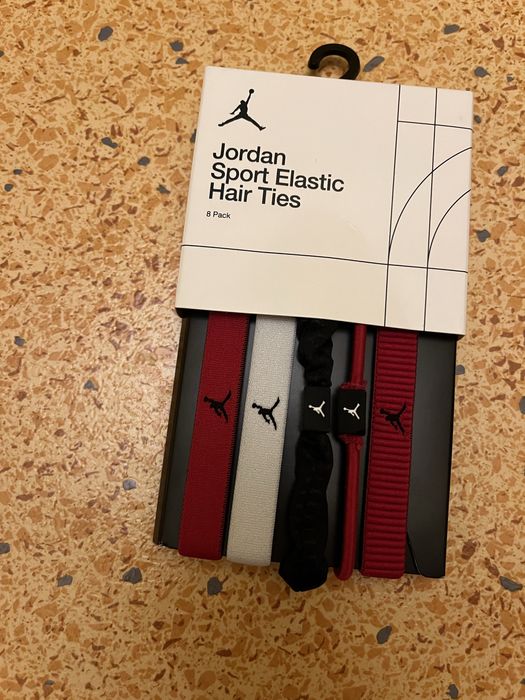 Jordan
Sport Elastic
Hair Ties
8 Pack